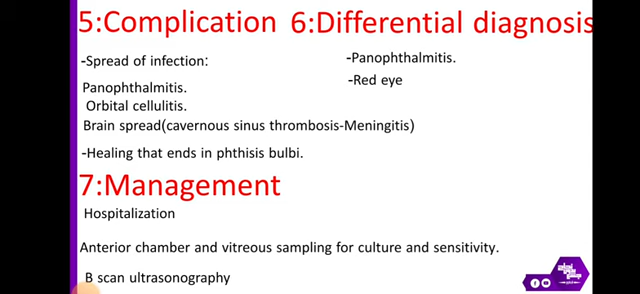 5:Complication
-Spread of infection:
Panophthalmitis.
Orbital cellulitis.
Brain spread(cavernous sinus thrombosis-Meningitis)
-Healing that ends in phthisis bulbi.
6:Differential diagnosis
-Panophthalmitis.
-Red eye
7:Management
Hospitalization
Anterior chamber and vitreous sampling for culture and sensitivity.
B scan ultrasonography